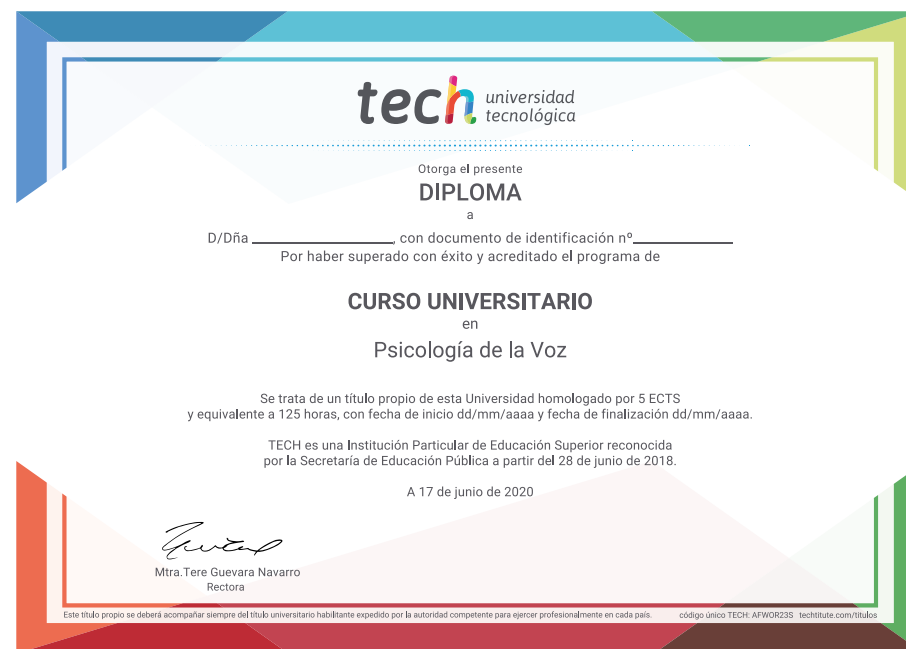 tech universidad
tecnológica
Otorga el presente
DIPLOMA
a
D/Dña ____________________, con documento de identificación nº______________
Por haber superado con éxito y acreditado el programa de
CURSO UNIVERSITARIO
en
Psicología de la Voz
Se trata de un título propio de esta Universidad homologado por 5 ECTS
y equivalente a 125 horas, con fecha de inicio dd/mm/aaaa y fecha de finalización dd/mm/aaaa.
TECH es una Institución Particular de Educación Superior reconocida
por la Secretaría de Educación Pública a partir del 28 de junio de 2018.
A 17 de junio de 2020
Mtra.Tere Guevara Navarro
Rectora
Este título propio se deberá acompañar siempre del título universitario habilitante expedido por la autoridad competente para ejercer profesionalmente en cada país. código único TECH: AFWOR23S techtitute.com/titulos